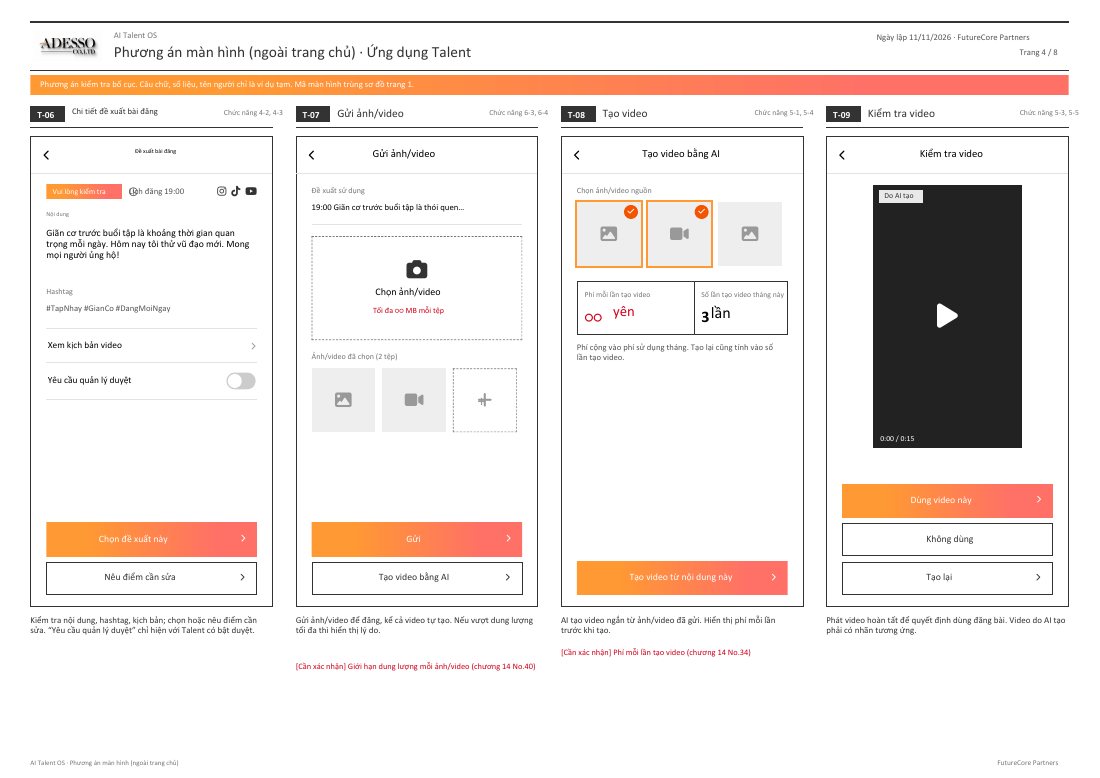 ADESSO
CO.,LTD.
AI Talent OS
Phương án màn hình (ngoài trang chủ) · Ứng dụng Talent
Ngày lập 11/11/2026 · FutureCore Partners
Trang 4 / 8
Phương án kiểm tra bố cục. Câu chữ, số liệu, tên người chỉ là ví dụ tạm. Mã màn hình trùng sơ đồ trang 1.
T-06 Chi tiết đề xuất bài đăng Chức năng 4-2, 4-3
Đề xuất bài đăng
Vui lòng kiểm tra Lịch đăng 19:00
Nội dung
Giãn cơ trước buổi tập là khoảng thời gian quan
trọng mỗi ngày. Hôm nay tôi thử vũ đạo mới. Mong
mọi người ủng hộ!
Hashtag
#TapNhay #GianCo #DangMoiNgay
Xem kịch bản video
Yêu cầu quản lý duyệt
Chọn đề xuất này
Nêu điểm cần sửa
Kiểm tra nội dung, hashtag, kịch bản; chọn hoặc nêu điểm cần
sửa. “Yêu cầu quản lý duyệt” chỉ hiện với Talent có bật duyệt.
T-07 Gửi ảnh/video Chức năng 6-3, 6-4
Gửi ảnh/video
Đề xuất sử dụng
19:00 Giãn cơ trước buổi tập là thói quen…
Chọn ảnh/video
Tối đa oo MB mỗi tệp
Ảnh/video đã chọn (2 tệp)
Gửi
Tạo video bằng AI
Gửi ảnh/video để đăng, kể cả video tự tạo. Nếu vượt dung lượng
tối đa thì hiển thị lý do.
[Cần xác nhận] Giới hạn dung lượng mỗi ảnh/video (chương 14 No.40)
T-08 Tạo video Chức năng 5-1, 5-4
Tạo video bằng AI
Chọn ảnh/video nguồn
Phí mỗi lần tạo video
oo yên
Số lần tạo video tháng này
3 lần
Phí cộng vào phí sử dụng tháng. Tạo lại cũng tính vào số
lần tạo video.
Tạo video từ nội dung này
AI tạo video ngắn từ ảnh/video đã gửi. Hiển thị phí mỗi lần
trước khi tạo.
[Cần xác nhận] Phí mỗi lần tạo video (chương 14 No.34)
T-09 Kiểm tra video Chức năng 5-3, 5-5
Kiểm tra video
Do AI tạo
0:00 / 0:15
Dùng video này
Không dùng
Tạo lại
Phát video hoàn tất để quyết định dùng đăng bài. Video do AI tạo
phải có nhãn tương ứng.
AI Talent OS · Phương án màn hình (ngoài trang chủ)
FutureCore Partners